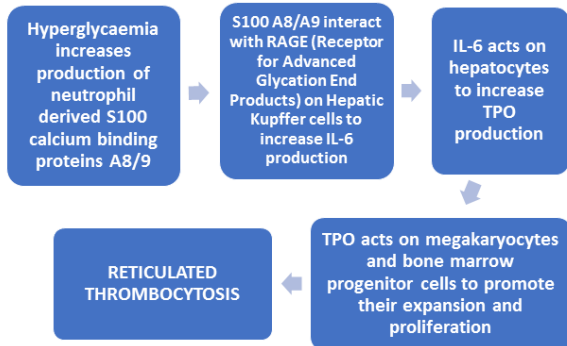 Hyperglycaemia
increases
production of
neutrophil
derived S100
calcium binding
proteins A8/9
S100 A8/A9 interact
with RAGE (Receptor
for Advanced
Glycation End
Products) on Hepatic
Kupffer cells to
increase IL-6
production
IL-6 acts on
hepatocytes
to increase
TPO
production
TPO acts on megakaryocytes
and bone marrow
progenitor cells to promote
their expansion and
proliferation
RETICULATED
THROMBOCYTOSIS